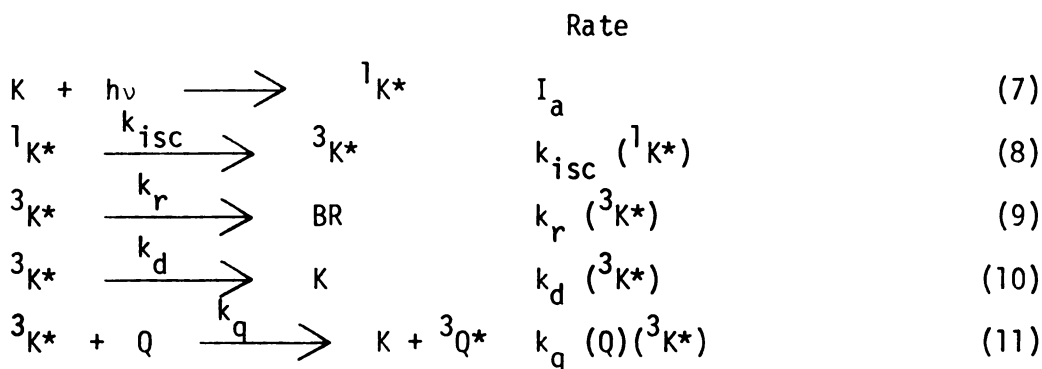 Rate
K + hν ⟶ ¹K* I_a (7)
¹K* —k_isc⟶ ³K* k_isc (¹K*) (8)
³K* —k_r⟶ BR k_r (³K*) (9)
³K* —k_d⟶ K k_d (³K*) (10)
³K* + Q —k_q⟶ K + ³Q* k_q (Q)(³K*) (11)